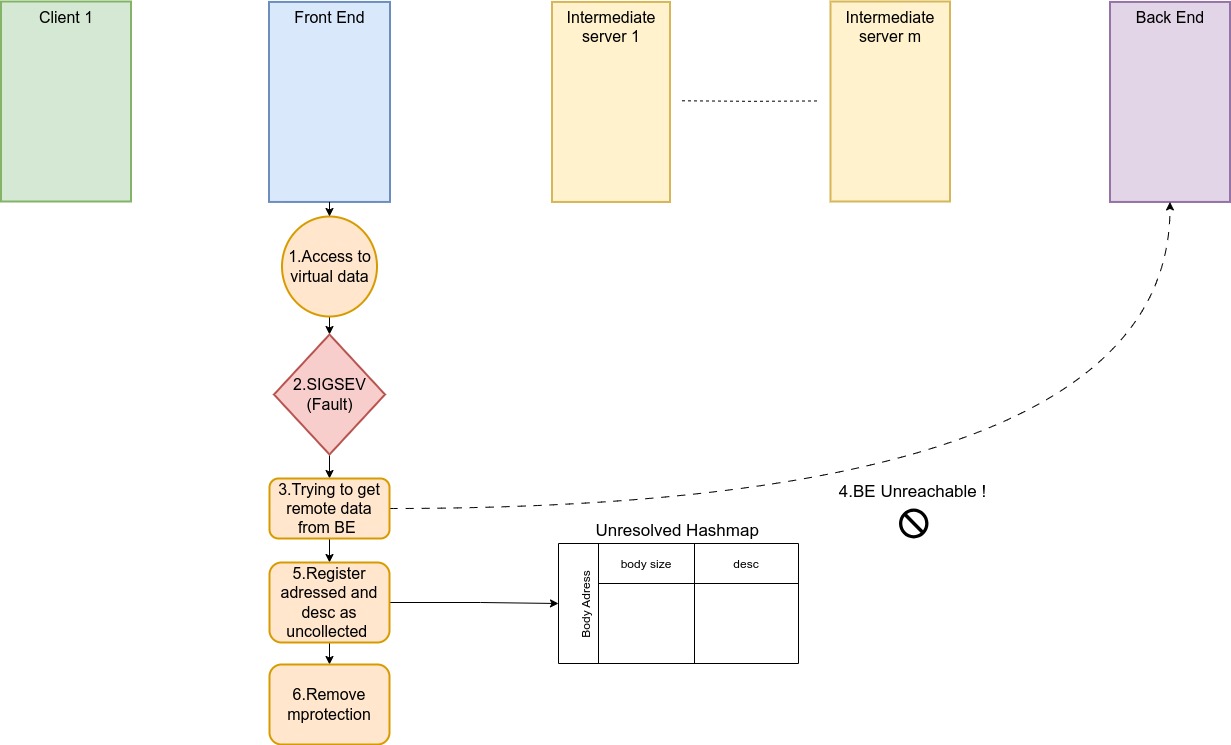 Client 1
Front End
Intermediate
server 1
Intermediate
server m
Back End
1.Access to
virtual data
2.SIGSEV
(Fault)
3.Trying to get
remote data
from BE
4.BE Unreachable !
Unresolved Hashmap
body size
desc
Body Adress
5.Register
adressed and
desc as
uncollected
6.Remove
mprotection